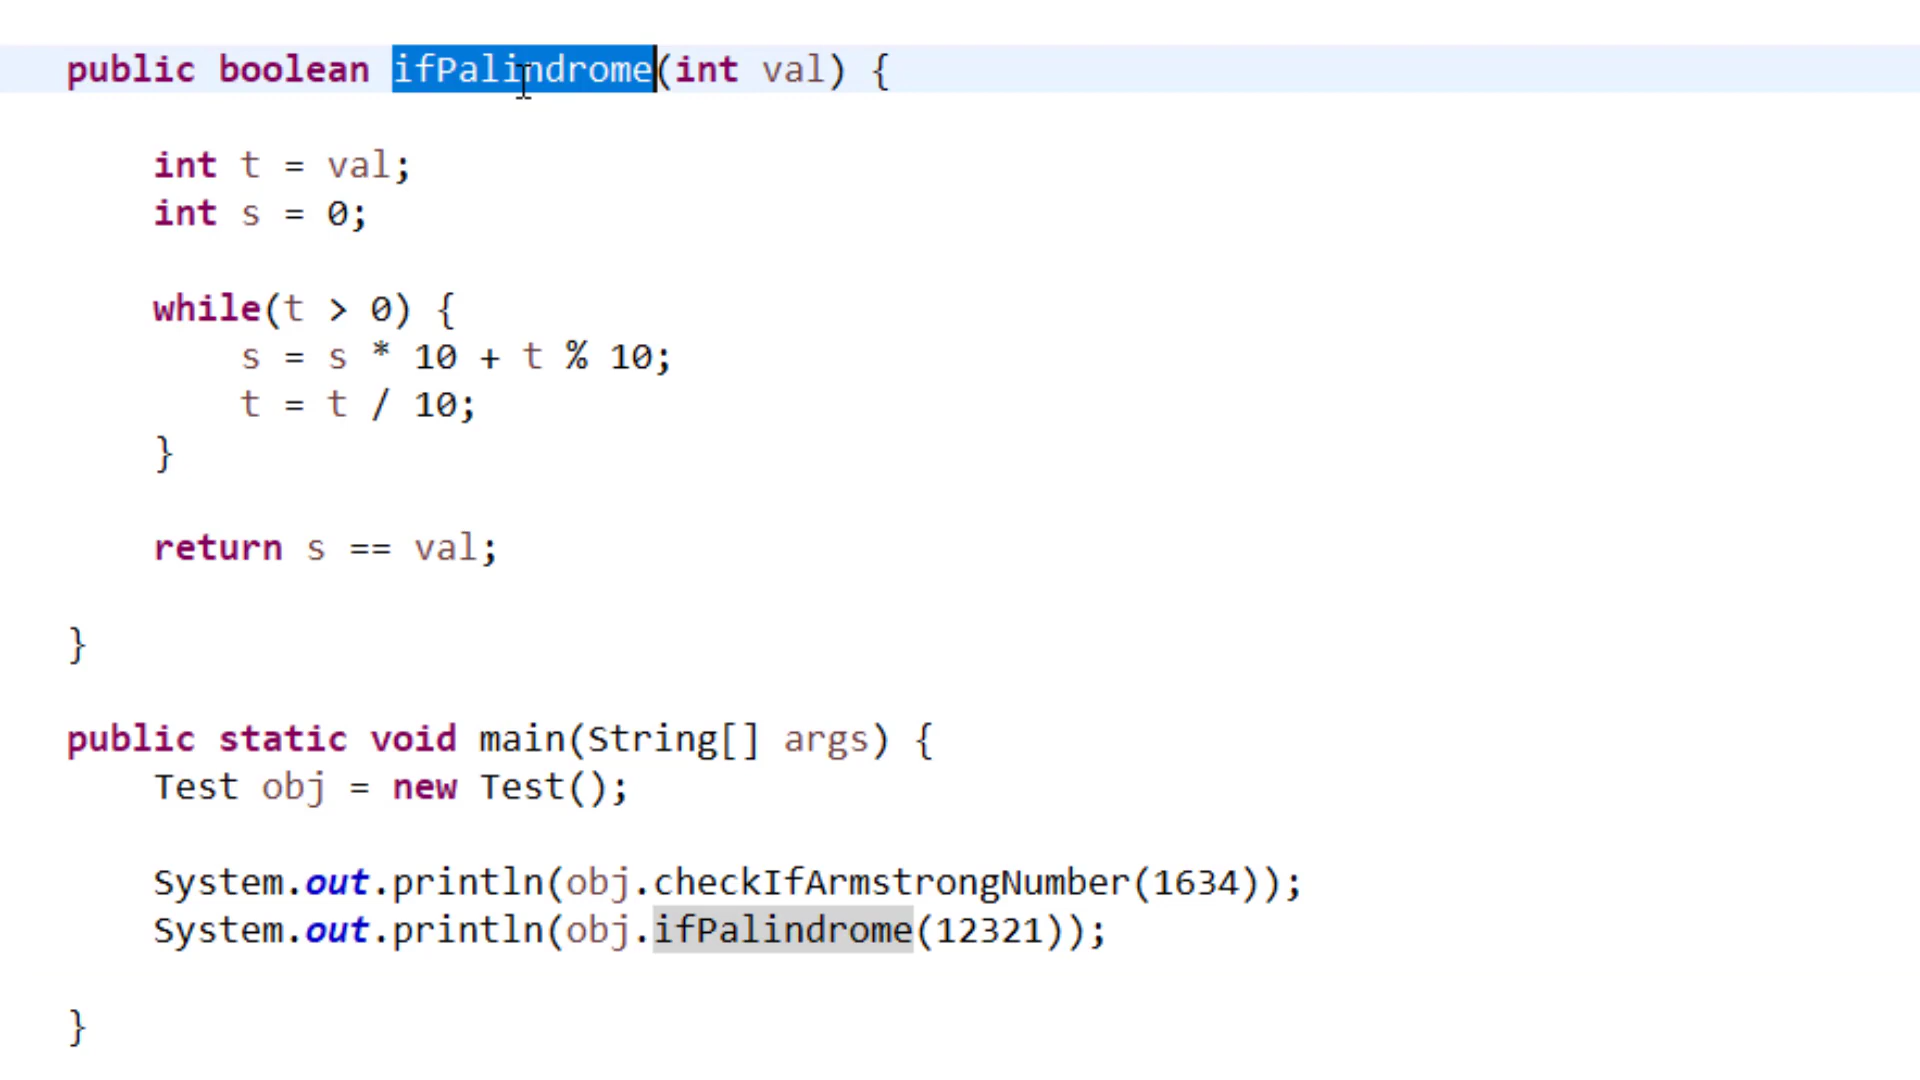 public boolean ifPalindrome(int val) {
int t = val;
int s = 0;
while(t > 0) {
s = s * 10 + t % 10;
t = t / 10;
}
return s == val;
}
public static void main(String[] args) {
Test obj = new Test();
System.out.println(obj.checkIfArmstrongNumber(1634));
System.out.println(obj.ifPalindrome(12321));
}